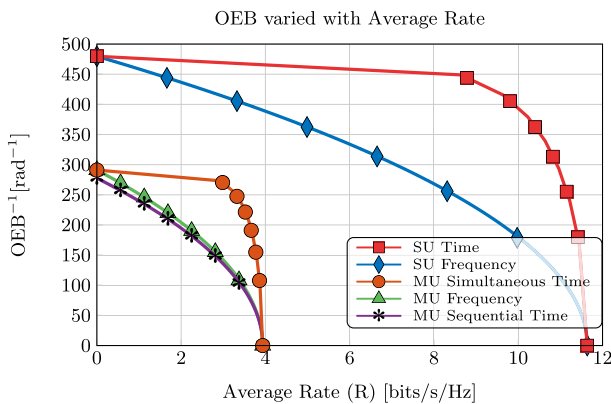 OEB varied with Average Rate
OEB⁻¹[rad⁻¹]
500
450
400
350
300
250
200
150
100
50
0
0 2 4 6 8 10 12
SU Time
SU Frequency
MU Simultaneous Time
MU Frequency
MU Sequential Time
Average Rate (R) [bits/s/Hz]